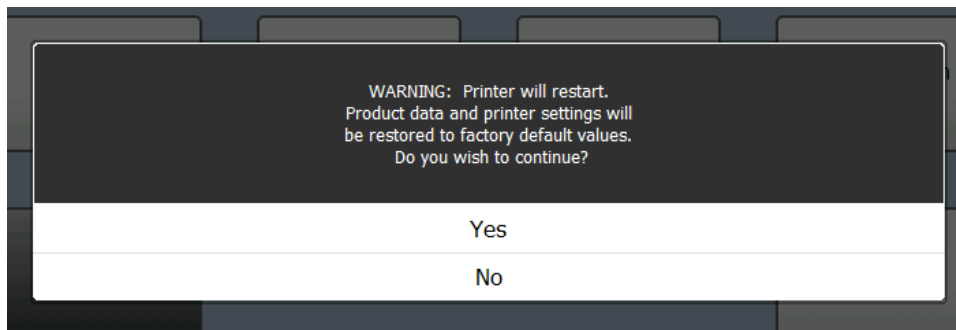 WARNING:  Printer will restart.
Product data and printer settings will
be restored to factory default values.
Do you wish to continue?
Yes
No